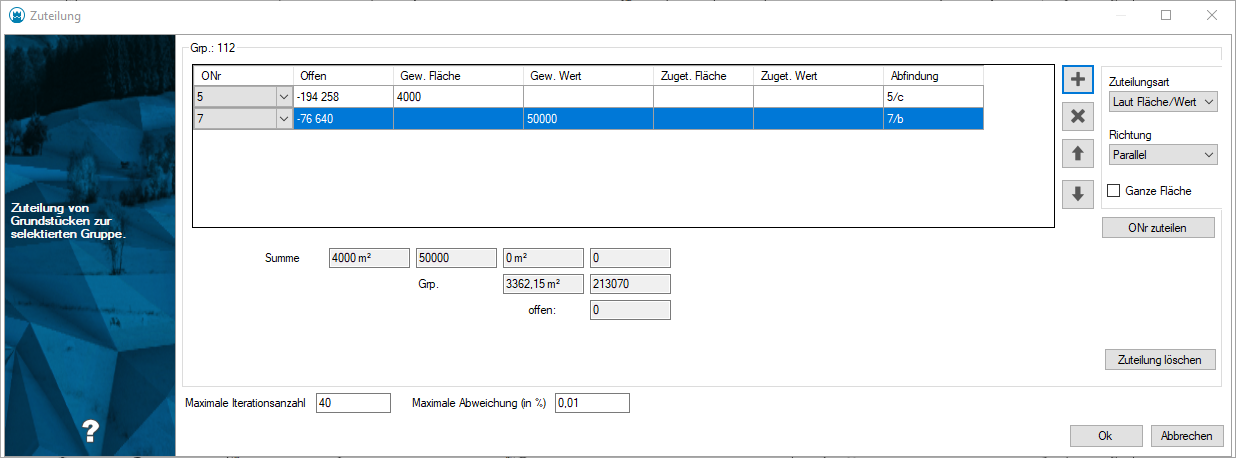 Zuteilung
Zuteilung von
Grundstücken zur
selektierten Gruppe.
?
Grp.: 112
ONr Offen Gew. Fläche Gew. Wert Zuget. Fläche Zuget. Wert Abfindung
5 -194 258 4000 5/c
7 -76 640 50000 7/b
Zuteilungsart
Laut Fläche/Wert
Richtung
Parallel
Ganze Fläche
ONr zuteilen
Summe 4000 m² 50000 0 m² 0
Grp. 3362,15 m² 213070
offen: 0
Zuteilung löschen
Maximale Iterationsanzahl 40 Maximale Abweichung (in %) 0,01
Ok Abbrechen